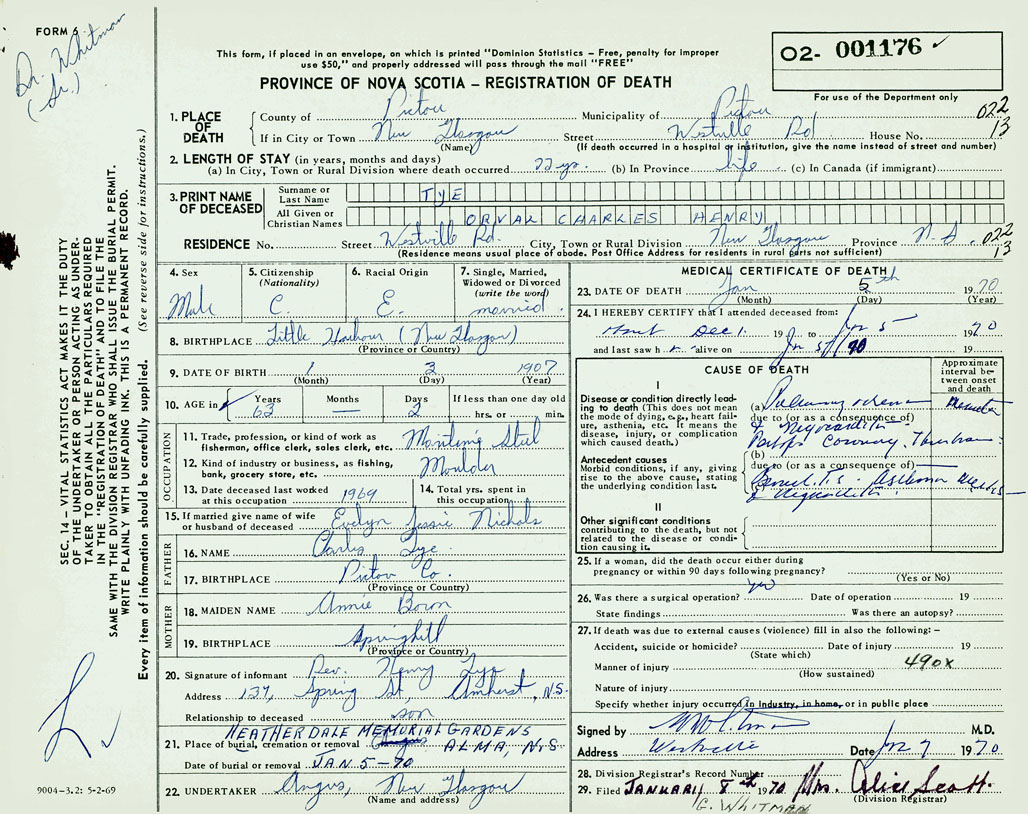 FORM 6
Dr. Whitman
(Sr.)
This form, if placed in an envelope, on which is printed "Dominion Statistics – Free, penalty for improper
use $50," and properly addressed will pass through the mail "FREE"
PROVINCE OF NOVA SCOTIA – REGISTRATION OF DEATH
02- 001176 ✓
For use of the Department only
022
13
1. PLACE OF DEATH
County of Pictou Municipality of Pictou
If in City or Town New Glasgow Street Westville Rd House No.
(Name) (If death occurred in a hospital or institution, give the name instead of street and number)
2. LENGTH OF STAY (in years, months and days)
(a) In City, Town or Rural Division where death occurred 22 yrs. (b) In Province life (c) In Canada (if immigrant)
3. PRINT NAME OF DECEASED
Surname or Last Name TYE
All Given or Christian Names ORVAL CHARLES HENRY
RESIDENCE No. Street Westville Rd. City, Town or Rural Division New Glasgow Province N.S. 022
13
(Residence means usual place of abode. Post Office Address for residents in rural parts not sufficient)
4. Sex
Male
5. Citizenship
(Nationality)
C.
6. Racial Origin
E.
7. Single, Married,
Widowed or Divorced
(write the word)
married
8. BIRTHPLACE Little Harbour (New Glasgow)
(Province or Country)
9. DATE OF BIRTH 1 3 1907
(Month) (Day) (Year)
10. AGE in Years Months Days If less than one day old
63 — 2 hrs. or min.
OCCUPATION
11. Trade, profession, or kind of work as
fisherman, office clerk, sales clerk, etc. Maritime Steel
12. Kind of industry or business, as fishing,
bank, grocery store, etc. Moulder
13. Date deceased last worked
at this occupation 1969
14. Total yrs. spent in
this occupation
15. If married give name of wife
or husband of deceased Evelyn Jessie Nichols
FATHER
16. NAME Charles Tye
17. BIRTHPLACE Pictou Co.
(Province or Country)
MOTHER
18. MAIDEN NAME Annie
19. BIRTHPLACE Springhill
(Province or Country)
20. Signature of informant Rev. Henry Tye
Address 137, Spring St. Amherst, N.S.
Relationship to deceased son
HEATHERDALE MEMORIAL GARDENS
21. Place of burial, cremation or removal ALMA, N.S.
Date of burial or removal JAN 5-70
22. UNDERTAKER Angus, New Glasgow
(Name and address)
MEDICAL CERTIFICATE OF DEATH
23. DATE OF DEATH Jan 5th 1970
(Month) (Day) (Year)
24. I HEREBY CERTIFY that I attended deceased from:
about Dec 1. 19 to Jan 5 1970
and last saw h alive on Jan 5/70 19
CAUSE OF DEATH
Approximate
interval between
onset and death
I
Disease or condition directly leading
to death (This does not mean
the mode of dying, e.g., heart failure,
asthenia, etc. It means the
disease, injury, or complication
which caused death.)
(a) Pulmonary
due to (or as a consequence of)
Myocarditis
Coronary
Antecedent causes
Morbid conditions, if any, giving
rise to the above cause, stating
the underlying condition last.
(b)
due to (or as a consequence of)
Asthma
Myocarditis
II
Other significant conditions
contributing to the death, but not
related to the disease or condition
causing it.
25. If a woman, did the death occur either during
pregnancy or within 90 days following pregnancy?
(Yes or No)
26. Was there a surgical operation? Date of operation 19
State findings Was there an autopsy?
27. If death was due to external causes (violence) fill in also the following: –
Accident, suicide or homicide? Date of injury 19
(State which)
490X
Manner of injury
(How sustained)
Nature of injury
Specify whether injury occurred in Industry, in home, or in public place
Signed by M.D.
Address Westville Date Jan 7 1970
28. Division Registrar's Record Number
29. Filed JANUARY 8th 1970 Mrs. Alice Scott.
(Division Registrar)
G. WHITMAN
SEC. 14 – VITAL STATISTICS ACT MAKES IT THE DUTY
OF THE UNDERTAKER OR PERSON ACTING AS UNDER-
TAKER TO OBTAIN ALL THE PARTICULARS REQUIRED
IN THE "REGISTRATION OF DEATH" AND TO FILE THE
SAME WITH THE DIVISION REGISTRAR WHO SHALL ISSUE THE BURIAL PERMIT.
WRITE PLAINLY WITH UNFADING INK. THIS IS A PERMANENT RECORD.
Every item of information should be carefully supplied. (See reverse side for instructions.)
9004-3.2: 5-2-69